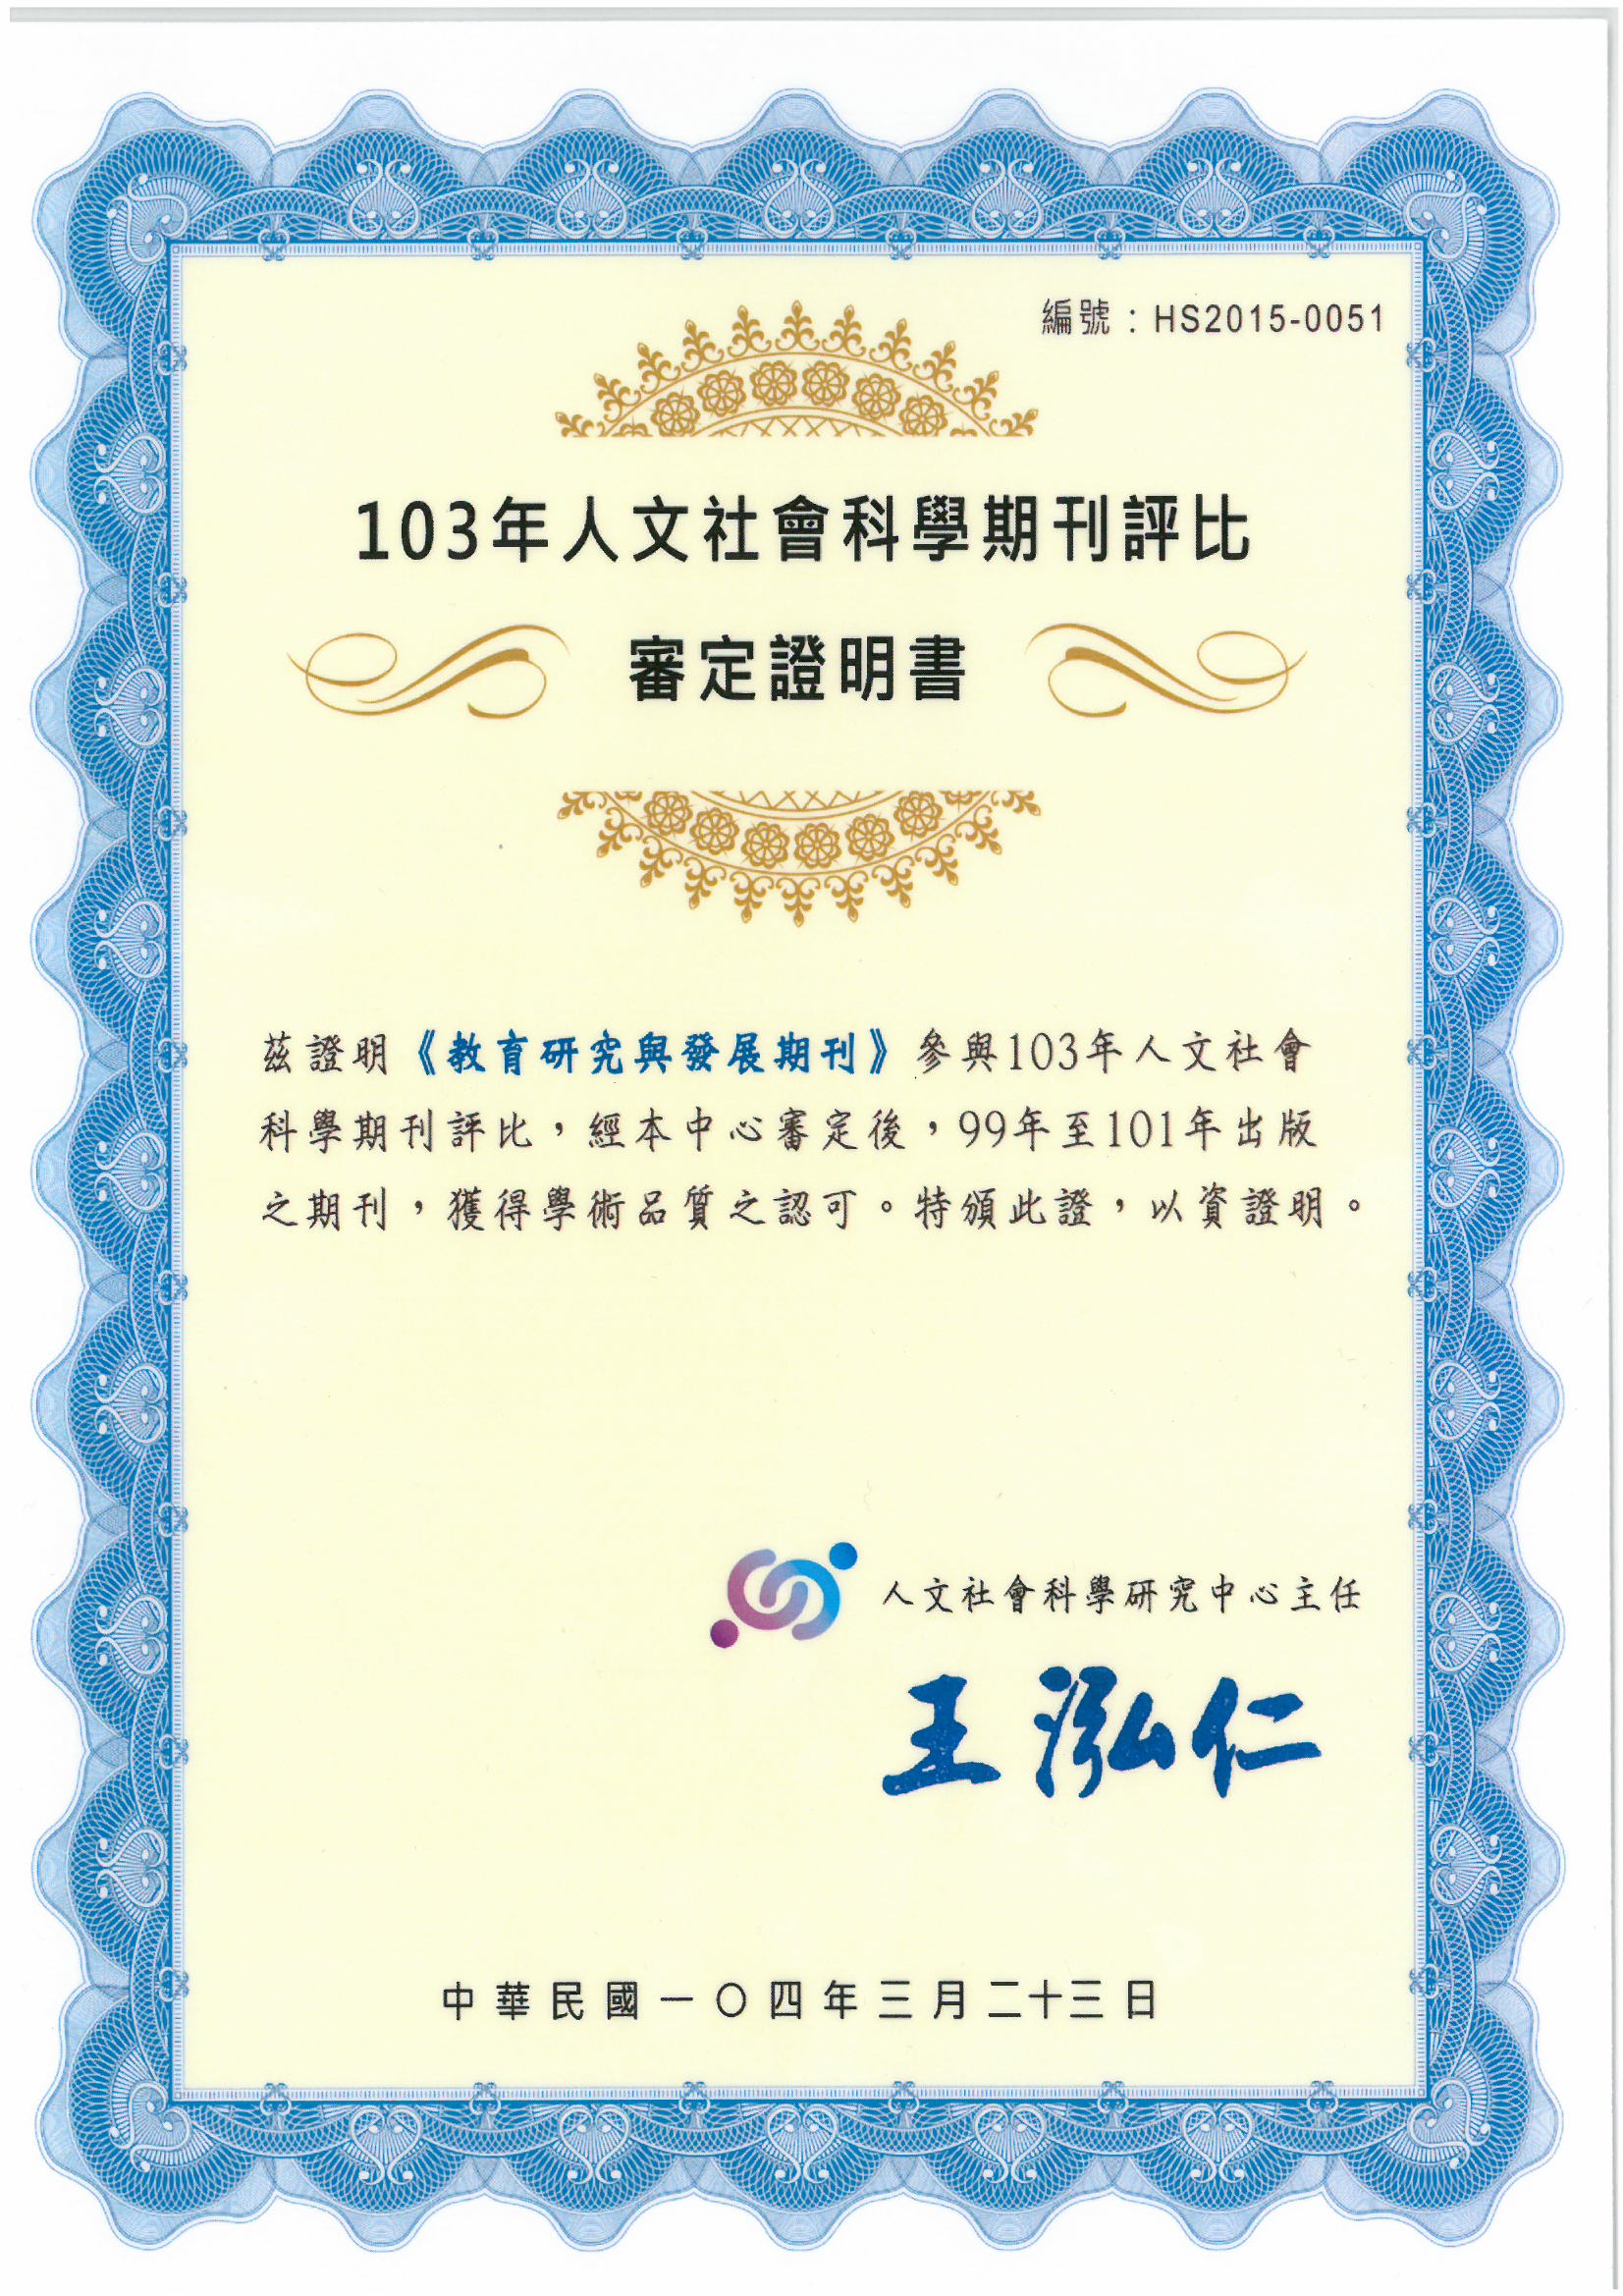 編號：HS2015-0051
103年人文社會科學期刊評比
審定證明書
茲證明《教育研究與發展期刊》參與103年人文社會
科學期刊評比，經本中心審定後，99年至101年出版
之期刊，獲得學術品質之認可。特頒此證，以資證明。
人文社會科學研究中心主任
王泓仁
中華民國一〇四年三月二十三日